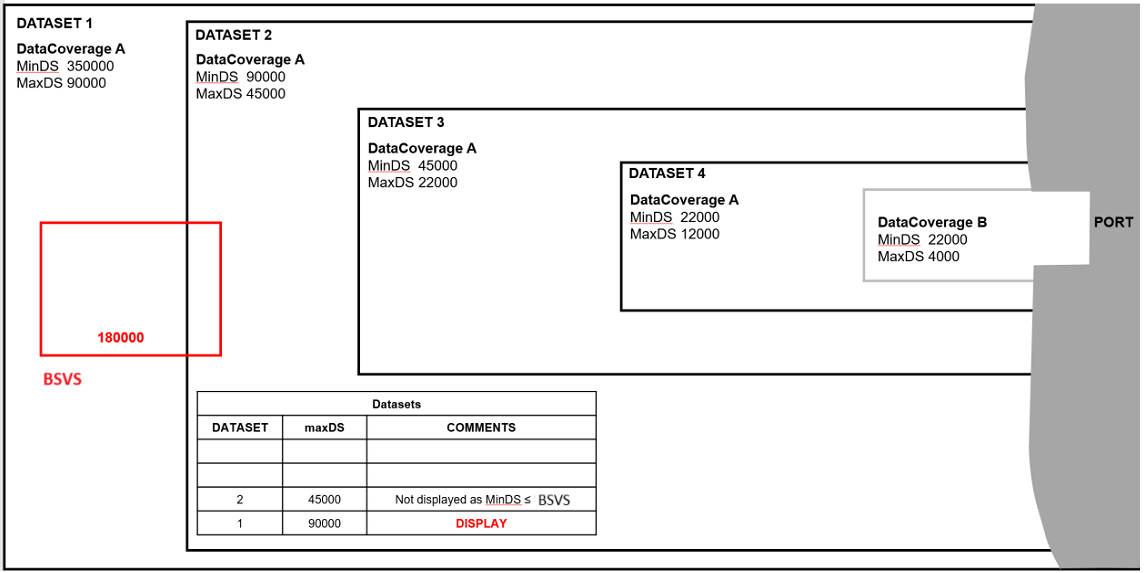 DATASET 1
DataCoverage A
MinDS 350000
MaxDS 90000
DATASET 2
DataCoverage A
MinDS 90000
MaxDS 45000
DATASET 3
DataCoverage A
MinDS 45000
MaxDS 22000
DATASET 4
DataCoverage A
MinDS 22000
MaxDS 12000
DataCoverage B
MinDS 22000
MaxDS 4000
PORT
180000
BSVS
Datasets
DATASET maxDS COMMENTS
2 45000 Not displayed as MinDS ≤ BSVS
1 90000 DISPLAY